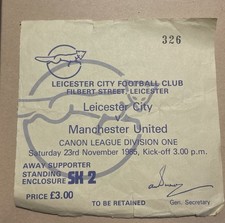 326
LEICESTER CITY FOOTBALL CLUB
FILBERT STREET, LEICESTER
Leicester City
v
Manchester United
CANON LEAGUE DIVISION ONE
Saturday 23rd November 1985, Kick-off 3.00 p.m.
AWAY SUPPORTER
STANDING
ENCLOSURE SH 2
PRICE £3.00
Gen. Secretary
TO BE RETAINED